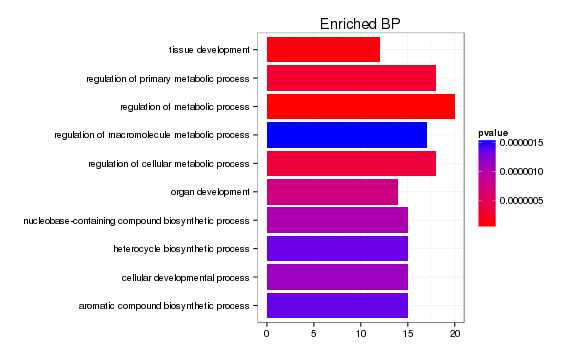 Enriched BP
tissue development
regulation of primary metabolic process
regulation of metabolic process
regulation of macromolecule metabolic process
regulation of cellular metabolic process
organ development
nucleobase-containing compound biosynthetic process
heterocycle biosynthetic process
cellular developmental process
aromatic compound biosynthetic process
0 5 10 15 20
pvalue
0.0000015
0.0000010
0.0000005